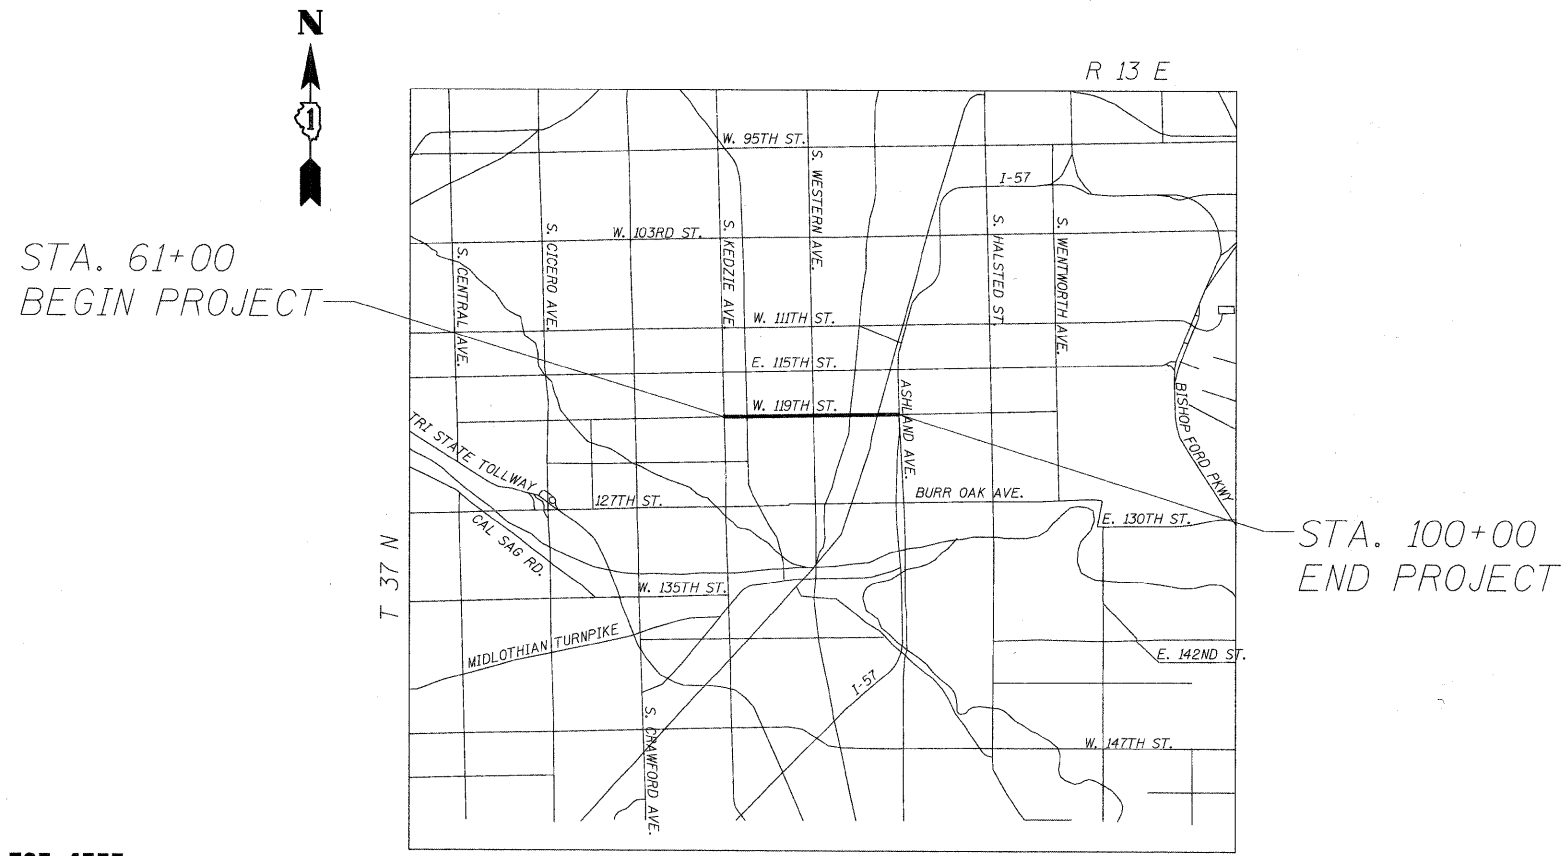 N
R 13 E
1
W. 95TH ST.
I-57
S. WESTERN AVE.
W. 103RD ST.
S. CENTRAL AVE.
S. CICERO AVE.
S. KEDZIE AVE.
S. HALSTED ST.
S. WENTWORTH AVE.
STA. 61+00
BEGIN PROJECT
W. 111TH ST.
E. 115TH ST.
W. 119TH ST.
ASHLAND AVE.
BISHOP FORD PKWY
TRI STATE TOLLWAY
127TH ST.
BURR OAK AVE.
E. 130TH ST.
CAL SAG RD.
STA. 100+00
END PROJECT
T 37 N
W. 135TH ST.
MIDLOTHIAN TURNPIKE
E. 142ND ST.
I-57
S. CRAWFORD AVE.
W. 147TH ST.